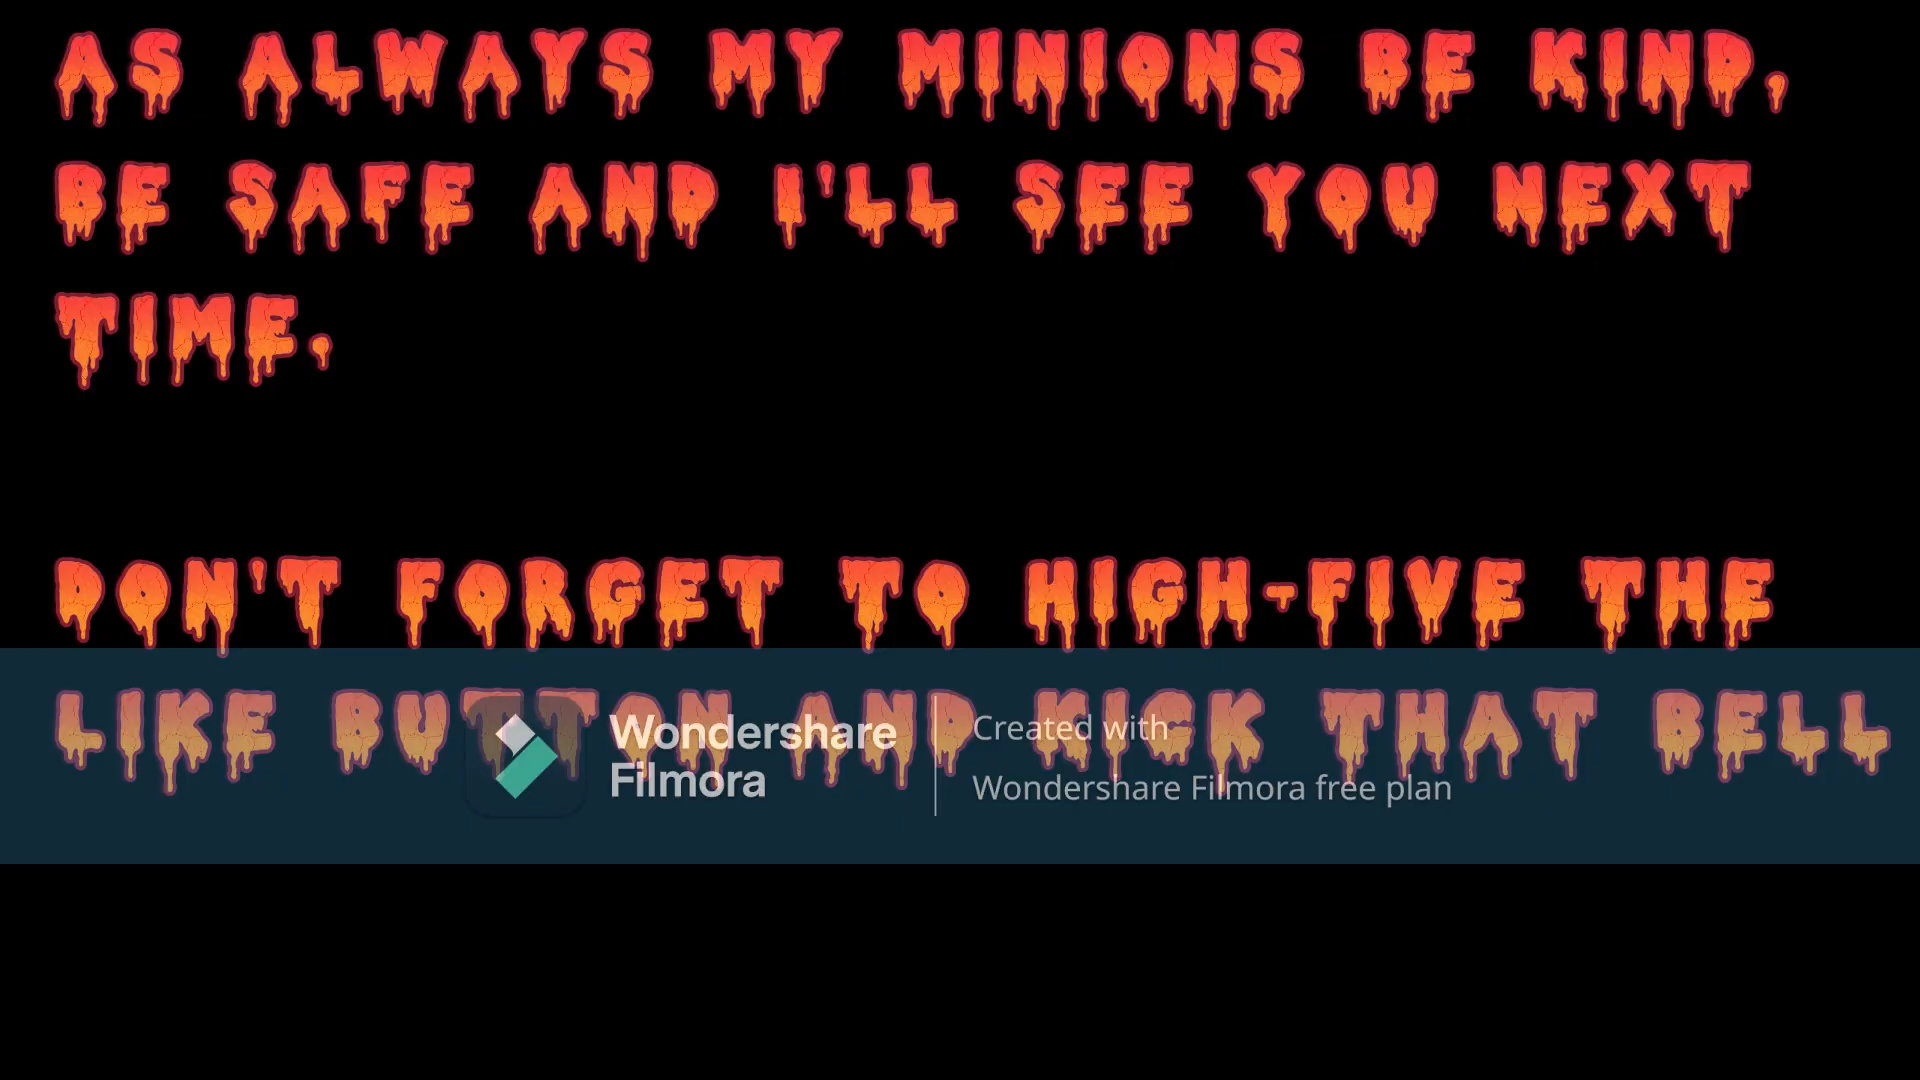 AS ALWAYS MY MINIONS BE KIND,
BE SAFE AND I'LL SEE YOU NEXT
TIME.
DON'T FORGET TO HIGH-FIVE THE
LIKE BUTTON AND KICK THAT BELL
Wondershare
Filmora
Created with
Wondershare Filmora free plan